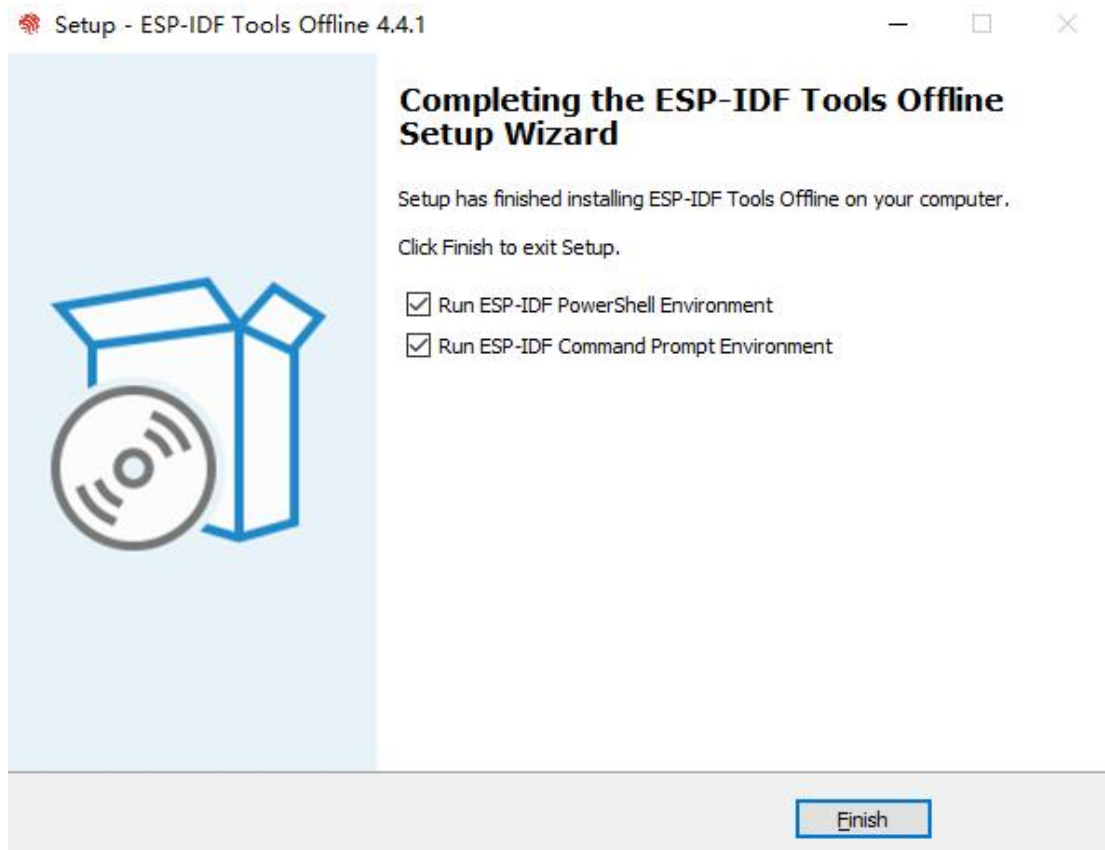 Setup - ESP-IDF Tools Offline 4.4.1
Completing the ESP-IDF Tools Offline
Setup Wizard
Setup has finished installing ESP-IDF Tools Offline on your computer.
Click Finish to exit Setup.
Run ESP-IDF PowerShell Environment
Run ESP-IDF Command Prompt Environment
Finish